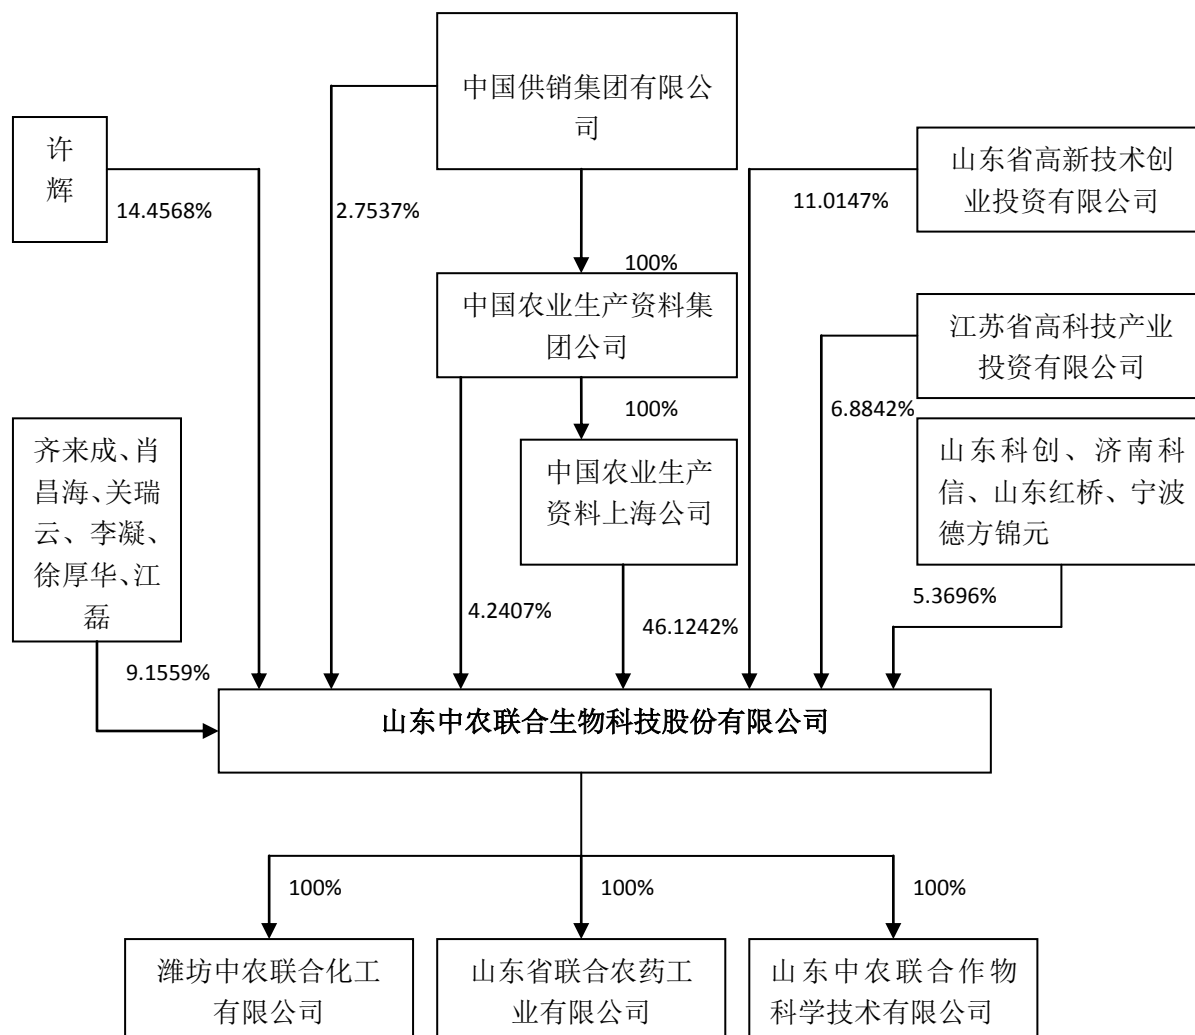 中国供销集团有限公
司
许
辉
山东省高新技术创
业投资有限公司
14.4568%
2.7537%
11.0147%
100%
中国农业生产资料集
团公司
江苏省高科技产业
投资有限公司
100%
6.8842%
齐来成、肖
昌海、关瑞
云、李凝、
徐厚华、江
磊
中国农业生产
资料上海公司
山东科创、济南科
信、山东红桥、宁波
德方锦元
4.2407%
46.1242%
5.3696%
9.1559%
山东中农联合生物科技股份有限公司
100%
100%
100%
潍坊中农联合化工
有限公司
山东省联合农药工
业有限公司
山东中农联合作物
科学技术有限公司